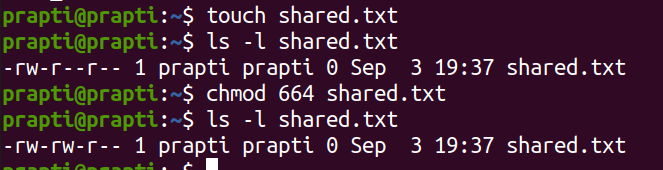 prapti@prapti:~$ touch shared.txt
prapti@prapti:~$ ls -l shared.txt
-rw-r--r-- 1 prapti prapti 0 Sep  3 19:37 shared.txt
prapti@prapti:~$ chmod 664 shared.txt
prapti@prapti:~$ ls -l shared.txt
-rw-rw-r-- 1 prapti prapti 0 Sep  3 19:37 shared.txt
prapti@prapti:~$